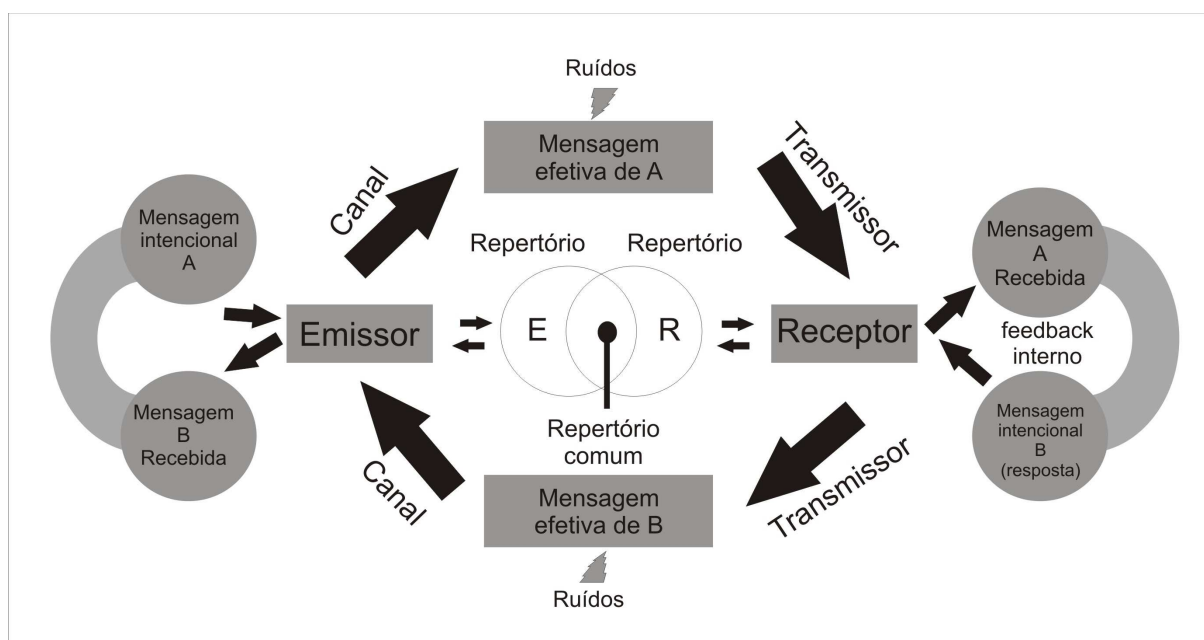 Ruídos
Mensagem
efetiva de A
Canal
Transmissor
Mensagem
intencional
A
Repertório
Repertório
Mensagem
A
Recebida
Emissor
E
R
Receptor
feedback
interno
Mensagem
B
Recebida
Repertório
comum
Mensagem
intencional
B
(resposta)
Canal
Mensagem
efetiva de B
Transmissor
Ruídos